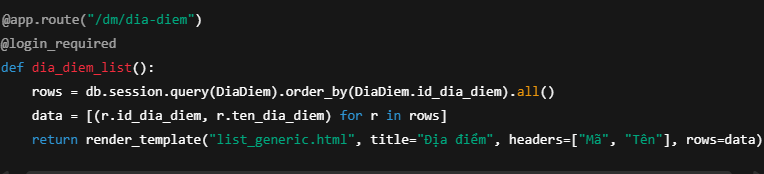 @app.route("/dm/dia-diem")
@login_required
def dia_diem_list():
    rows = db.session.query(DiaDiem).order_by(DiaDiem.id_dia_diem).all()
    data = [(r.id_dia_diem, r.ten_dia_diem) for r in rows]
    return render_template("list_generic.html", title="Địa điểm", headers=["Mã", "Tên"], rows=data)